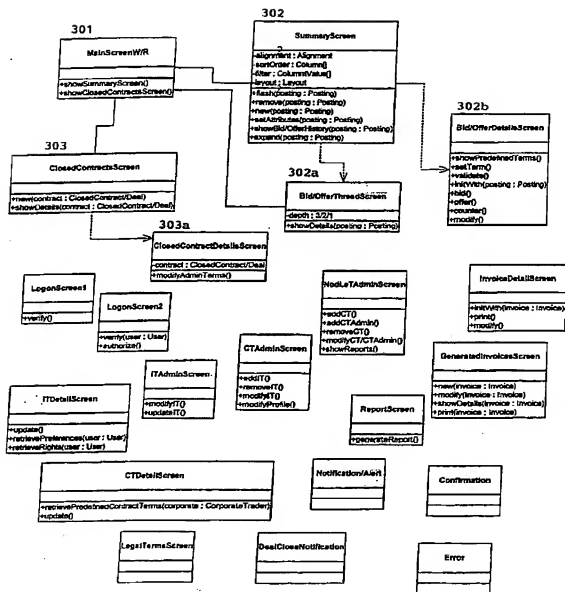 301
MainScreenW/R
+showSummaryScreen()
+showClosedContractsScreen()
302
SummaryScreen
-alignment : Alignment
-sortOrder : Column[]
-filter : ColumnValue[]
-layout : Layout
+flash(posting : Posting)
+remove(posting : Posting)
+new(posting : Posting)
+setAttributes(posting : Posting)
+showBid/OfferHistory(posting : Posting)
+expand(posting : Posting)
302b
Bid/OfferDetailsScreen
+showPredefinedTerms()
+setTerm()
+validate()
+initWith(posting : Posting)
+bid()
+offer()
+counter()
+modify()
303
ClosedContractsScreen
+new(contract : ClosedContract/Deal)
+showDetails(contract : ClosedContract/Deal)
302a
Bid/OfferThreadScreen
-depth : 3/2/1
+showDetails(posting : Posting)
303a
ClosedContractDetailsScreen
-contract : ClosedContract/Deal
+modifyAdminTerms()
LogonScreen1
+verify()
LogonScreen2
+verify(user : User)
+authorize()
NodLeTAdminScreen
+addCT()
+addCTAdmin()
+removeCT()
+modifyCT/CTAdmin()
+showReports()
InvoiceDetailScreen
+initWith(invoice : Invoice)
+print()
+modify()
ITDetailScreen
+update()
+retrievePreferences(user : User)
+retrieveRights(user : User)
ITAdminScreen
+modifyIT()
+updateIT()
CTAdminScreen
+addIT()
+removeIT()
+modifyIT()
+modifyProfile()
GeneratedInvoicesScreen
+new(invoice : Invoice)
+modify(invoice : Invoice)
+showDetails(invoice : Invoice)
+print(invoice : Invoice)
ReportScreen
+generateReport()
CTDetailScreen
+retrievePredefinedContractTerms(corporate : CorporateTrader)
+update()
Notification/Alert
Confirmation
LegalTermsScreen
DealCloseNotification
Error